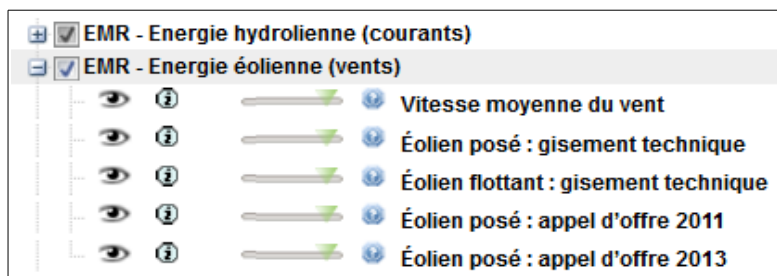 EMR - Energie hydrolienne (courants)
EMR - Energie éolienne (vents)
Vitesse moyenne du vent
Éolien posé : gisement technique
Éolien flottant : gisement technique
Éolien posé : appel d'offre 2011
Éolien posé : appel d'offre 2013